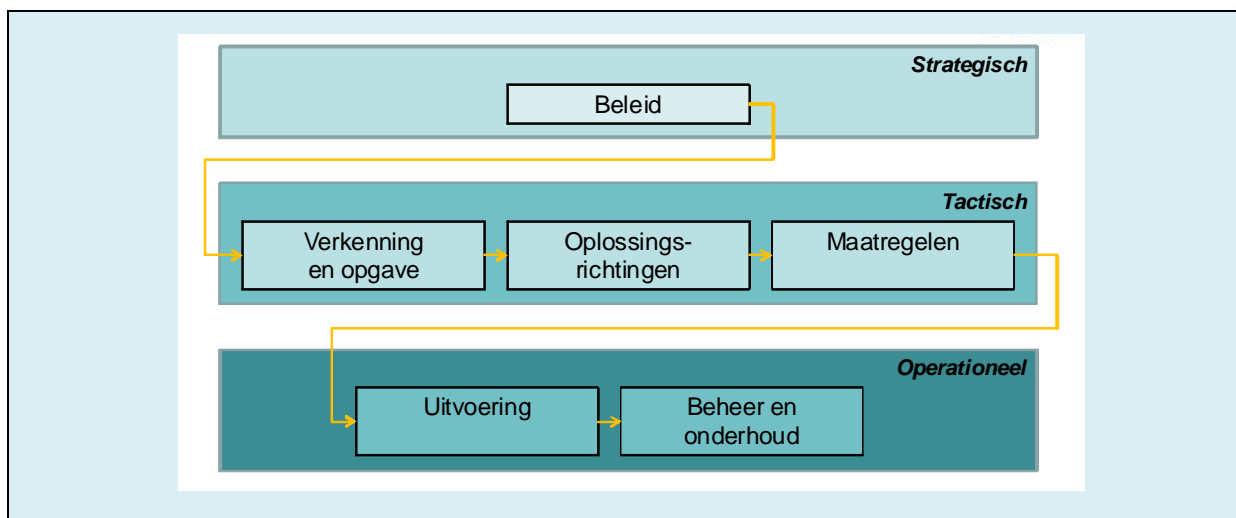 Strategisch
Beleid
Tactisch
Verkenning
en opgave
Oplossings-
richtingen
Maatregelen
Operationeel
Uitvoering
Beheer en
onderhoud